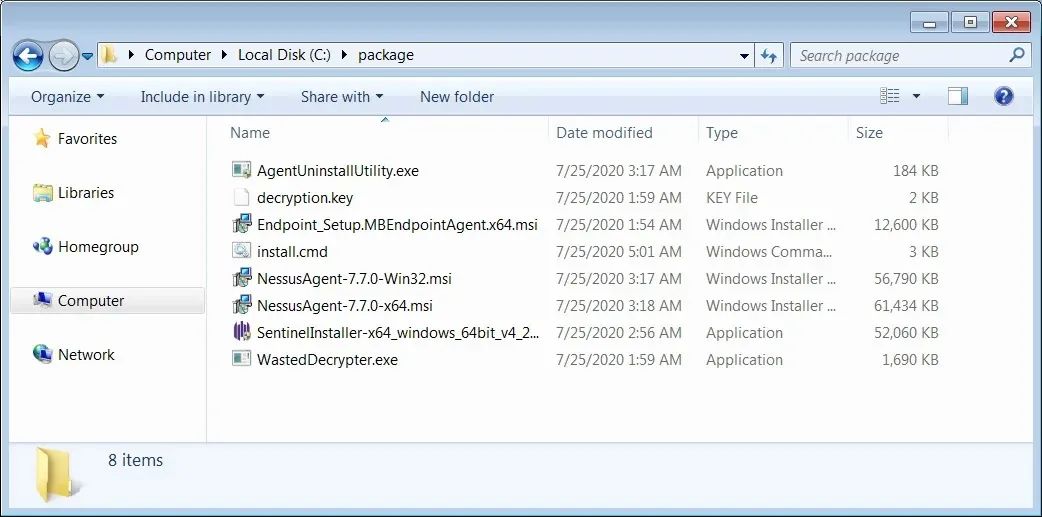 Computer Local Disk (C:) package Search package
Organize Include in library Share with New folder
Favorites
Libraries
Homegroup
Computer
Network
Name Date modified Type Size
AgentUninstallUtility.exe 7/25/2020 3:17 AM Application 184 KB
decryption.key 7/25/2020 1:59 AM KEY File 2 KB
Endpoint_Setup.MBEndpointAgent.x64.msi 7/25/2020 1:54 AM Windows Installer ... 12,600 KB
install.cmd 7/25/2020 5:01 AM Windows Comma... 3 KB
NessusAgent-7.7.0-Win32.msi 7/25/2020 3:17 AM Windows Installer ... 56,790 KB
NessusAgent-7.7.0-x64.msi 7/25/2020 3:18 AM Windows Installer ... 61,434 KB
SentinelInstaller-x64_windows_64bit_v4_2... 7/25/2020 2:56 AM Application 52,060 KB
WastedDecrypter.exe 7/25/2020 1:59 AM Application 1,690 KB
8 items